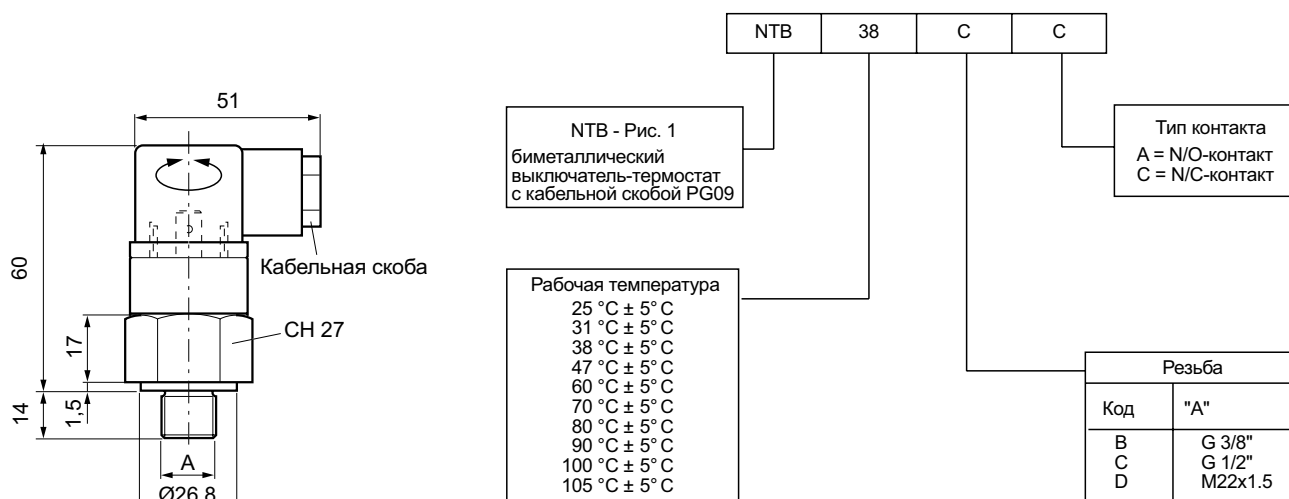 NTB 38 C C
51
60
17
1,5
14
A
Ø26,8
Кабельная скоба
CH 27
NTB - Рис. 1
биметаллический
выключатель-термостат
с кабельной скобой PG09
Тип контакта
A = N/O-контакт
C = N/C-контакт
Рабочая температура
25 °C ± 5° C
31 °C ± 5° C
38 °C ± 5° C
47 °C ± 5° C
60 °C ± 5° C
70 °C ± 5° C
80 °C ± 5° C
90 °C ± 5° C
100 °C ± 5° C
105 °C ± 5° C
Резьба
Код "A"
B G 3/8"
C G 1/2"
D M22x1.5